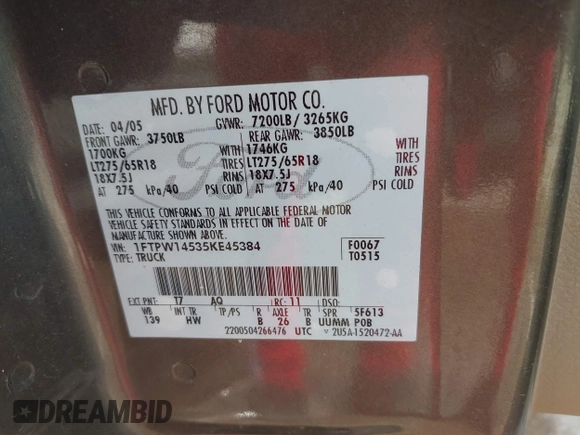 MFD. BY FORD MOTOR CO.
DATE: 04/05 GVWR: 7200LB/ 3265KG
FRONT GAWR: 3750LB REAR GAWR: 3850LB
1700KG WITH 1746KG WITH
LT275/65R18 TIRES LT275/65R18 TIRES
18X7.5J RIMS 18X7.5J RIMS
AT 275 kPa/40 PSI COLD AT 275 kPa/40 PSI COLD
THIS VEHICLE CONFORMS TO ALL APPLICABLE FEDERAL MOTOR
VEHICLE SAFETY STANDARDS IN EFFECT ON THE DATE OF
MANUFACTURE SHOWN ABOVE.
VIN: 1FTPW14535KE45384 F0067
TYPE: TRUCK T0515
EXT PNT: T7 AQ RC: 11 DSO:
WB INT TR TP/PS R AXLE TR SPR 5F613
139 HW B 26 B UUMM POB
2200504266476 UTC V 2U5A-1520472-AA
Ford
DREAMBID